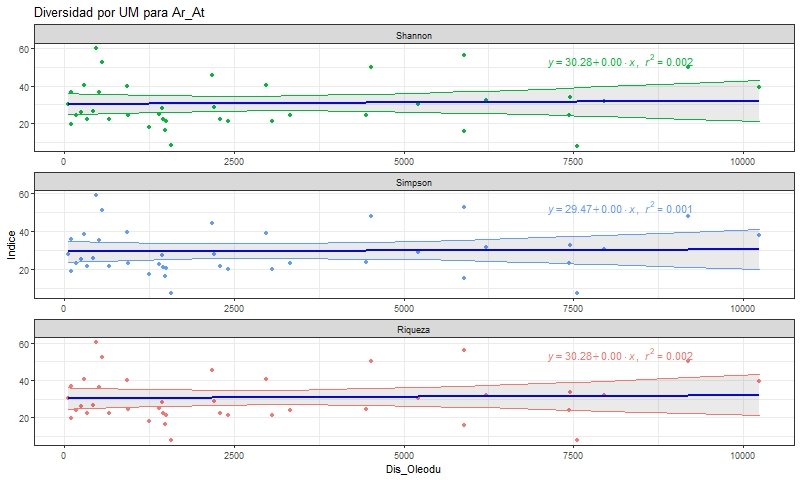 Diversidad por UM para Ar_At
Shannon
60
40
20
y = 30.28+0.00 · x, r² = 0.002
0
2500
5000
7500
10000
Simpson
60
40
20
y = 29.47+0.00 · x, r² = 0.001
0
2500
5000
7500
10000
Indice
Riqueza
60
40
20
y = 30.28+0.00 · x, r² = 0.002
0
2500
5000
7500
10000
Dis_Oleodu